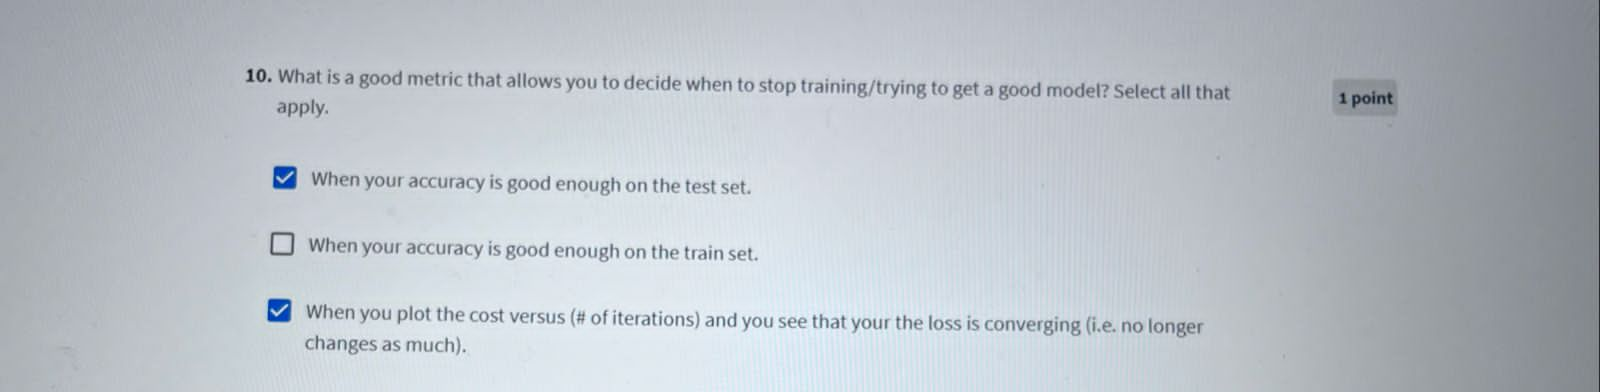 10. What is a good metric that allows you to decide when to stop training/trying to get a good model? Select all that
apply.
1 point
When your accuracy is good enough on the test set.
When your accuracy is good enough on the train set.
When you plot the cost versus (# of iterations) and you see that your the loss is converging (i.e. no longer
changes as much).